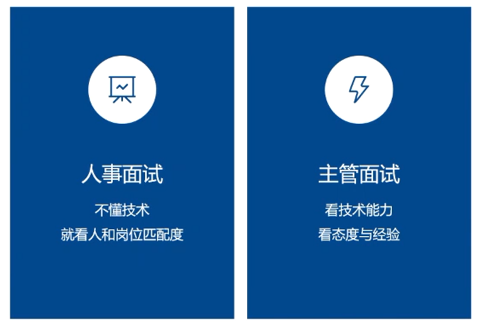 人事面试
不懂技术
就看人和岗位匹配度
主管面试
看技术能力
看态度与经验